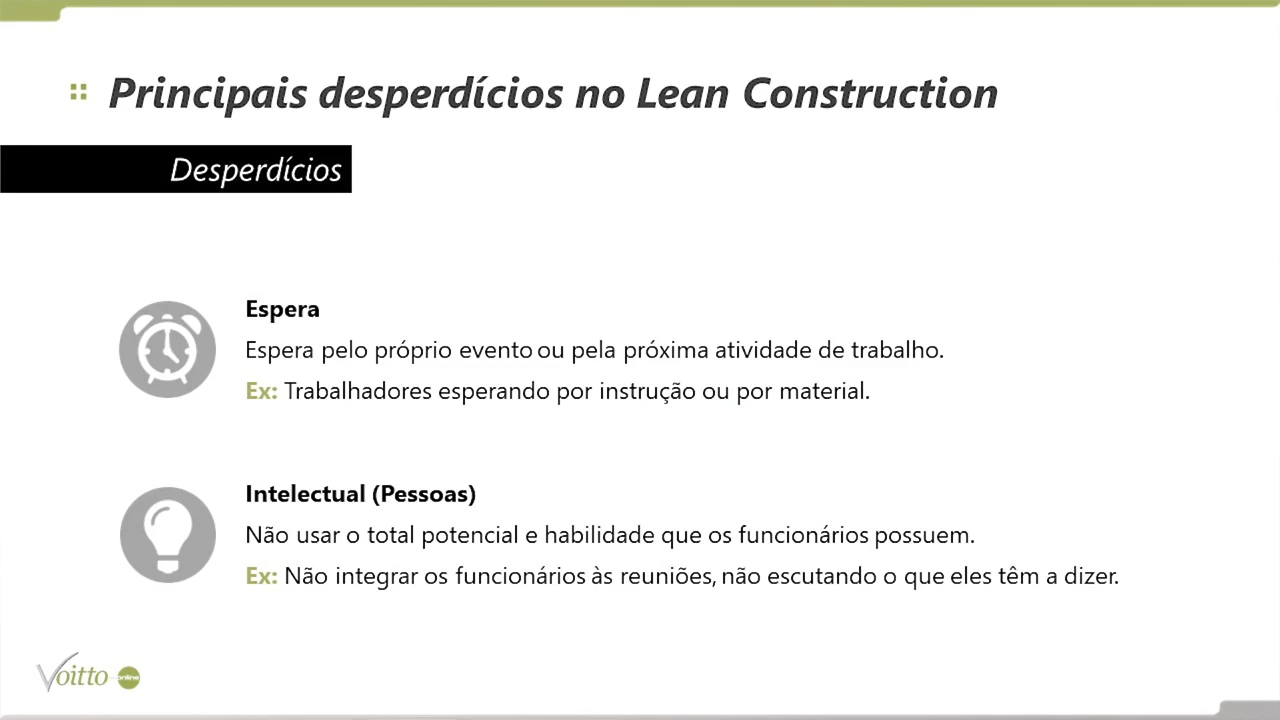 Principais desperdícios no Lean Construction
Desperdícios
Espera
Espera pelo próprio evento ou pela próxima atividade de trabalho.
Ex: Trabalhadores esperando por instrução ou por material.
Intelectual (Pessoas)
Não usar o total potencial e habilidade que os funcionários possuem.
Ex: Não integrar os funcionários às reuniões, não escutando o que eles têm a dizer.
Voitto online